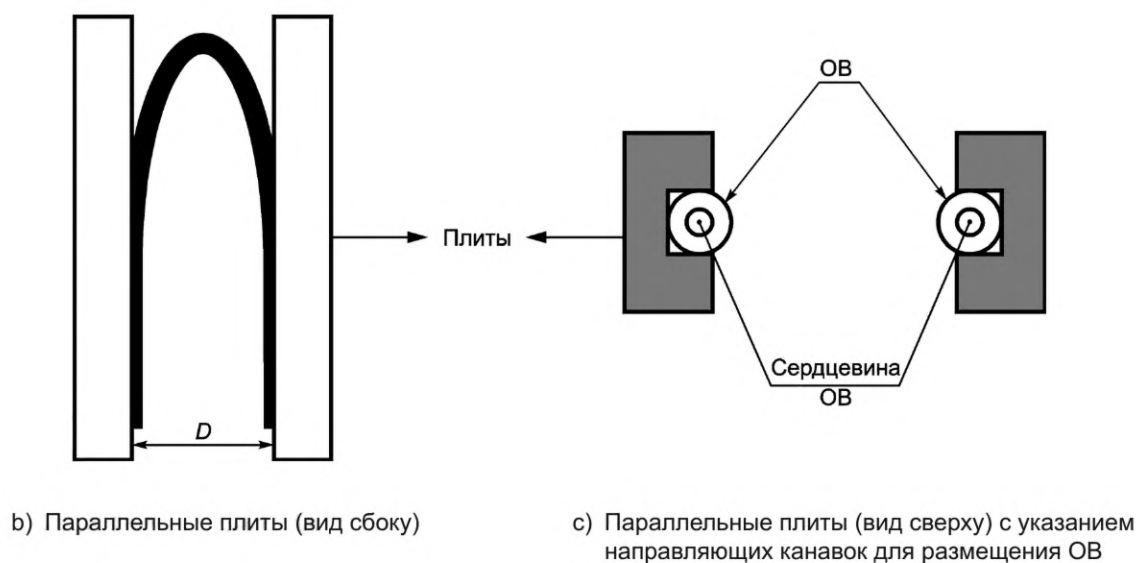 ОВ
Плиты
Сердцевина
ОВ
D
b) Параллельные плиты (вид сбоку)
c) Параллельные плиты (вид сверху) с указанием
направляющих канавок для размещения ОВ